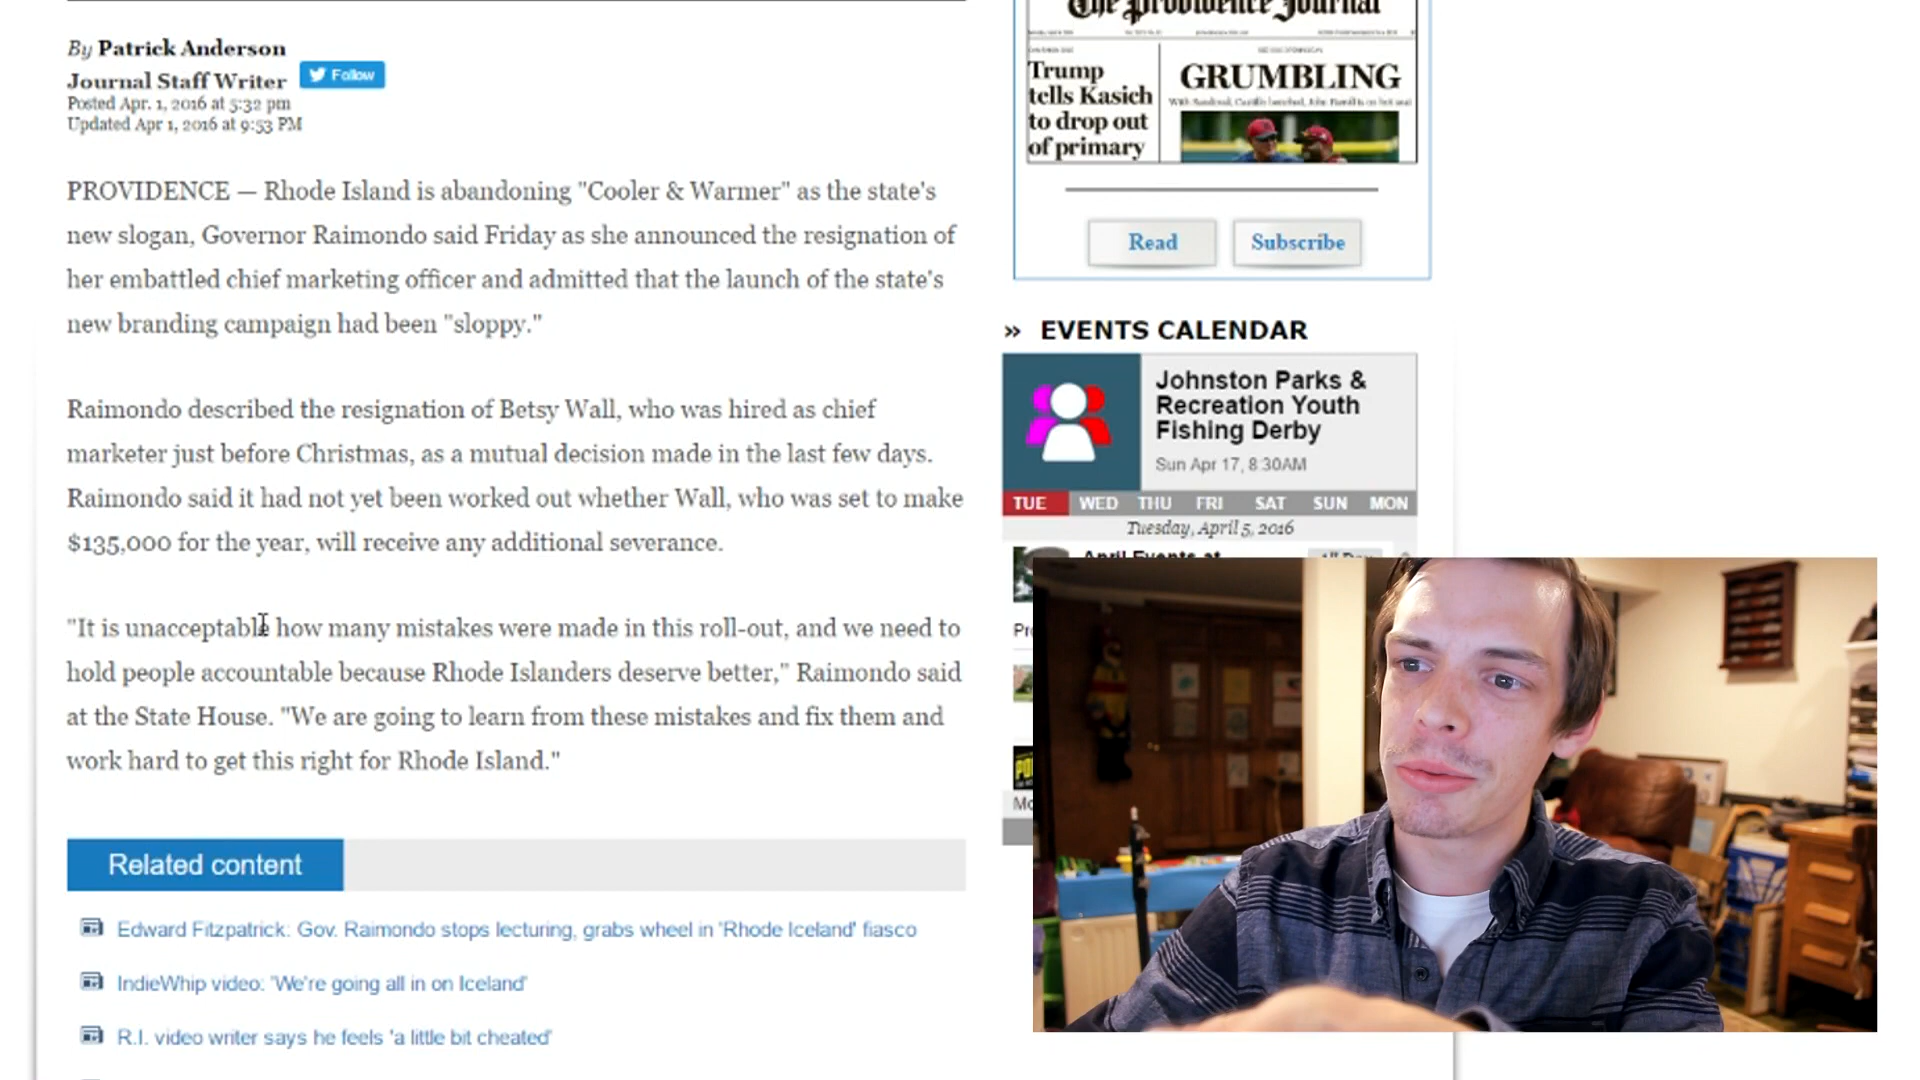 By Patrick Anderson
Journal Staff Writer
Follow
Posted Apr. 1, 2016 at 5:32 pm
Updated Apr 1, 2016 at 9:53 PM
PROVIDENCE — Rhode Island is abandoning "Cooler & Warmer" as the state's
new slogan, Governor Raimondo said Friday as she announced the resignation of
her embattled chief marketing officer and admitted that the launch of the state's
new branding campaign had been "sloppy."
Raimondo described the resignation of Betsy Wall, who was hired as chief
marketer just before Christmas, as a mutual decision made in the last few days.
Raimondo said it had not yet been worked out whether Wall, who was set to make
$135,000 for the year, will receive any additional severance.
"It is unacceptable how many mistakes were made in this roll-out, and we need to
hold people accountable because Rhode Islanders deserve better," Raimondo said
at the State House. "We are going to learn from these mistakes and fix them and
work hard to get this right for Rhode Island."
Related content
Edward Fitzpatrick: Gov. Raimondo stops lecturing, grabs wheel in 'Rhode Iceland' fiasco
IndieWhip video: 'We're going all in on Iceland'
R.I. video writer says he feels 'a little bit cheated'
The Providence Journal
Trump
tells Kasich
to drop out
of primary
GRUMBLING
Read
Subscribe
» EVENTS CALENDAR
Johnston Parks &
Recreation Youth
Fishing Derby
Sun Apr 17, 8:30AM
TUE WED THU FRI SAT SUN MON
Tuesday, April 5, 2016
April Events at
All Day